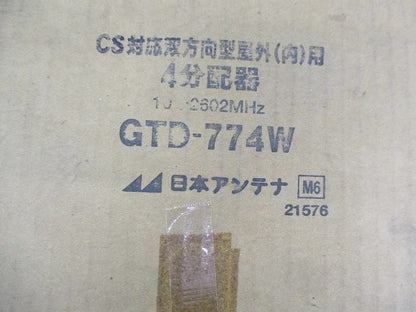 CS対応双方向型屋外(内)用
4分配器
2602MHz
GTD-774W
日本アンテナ M6
21576